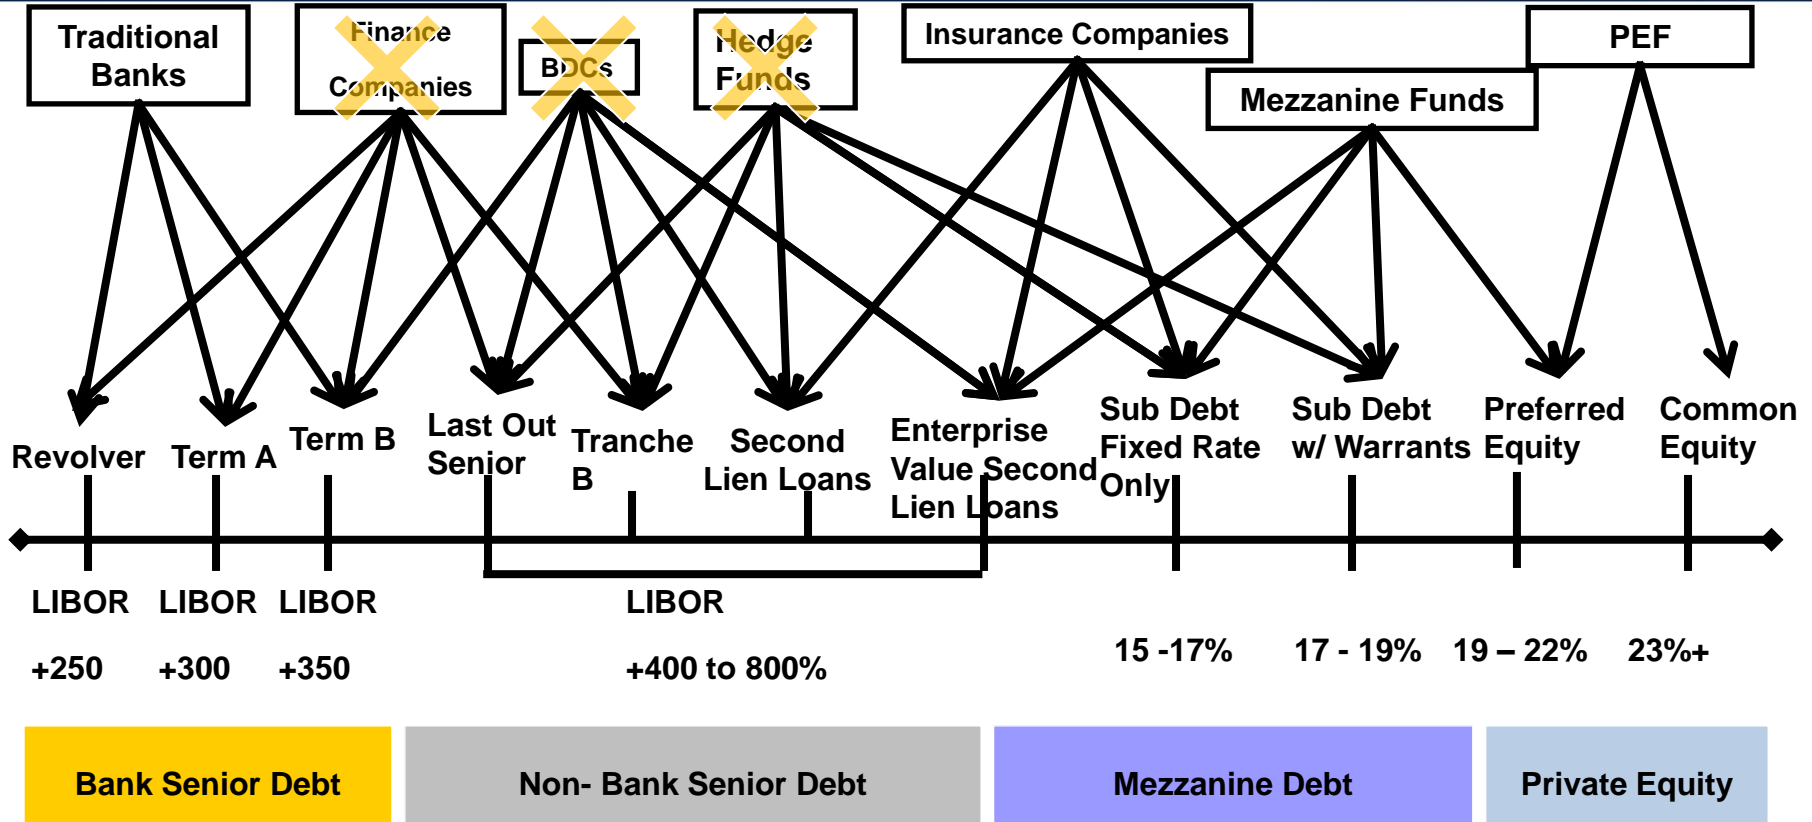 Traditional
Banks
Finance
Companies
BDCs
Hedge
Funds
Insurance Companies
Mezzanine Funds
PEF
Revolver
Term A
Term B
Last Out
Senior
Tranche
B
Second
Lien Loans
Enterprise
Value Second
Lien Loans
Sub Debt
Fixed Rate
Only
Sub Debt
w/ Warrants
Preferred
Equity
Common
Equity
LIBOR
+250
LIBOR
+300
LIBOR
+350
LIBOR
+400 to 800%
15 -17%
17 - 19%
19 – 22%
23%+
Bank Senior Debt
Non- Bank Senior Debt
Mezzanine Debt
Private Equity